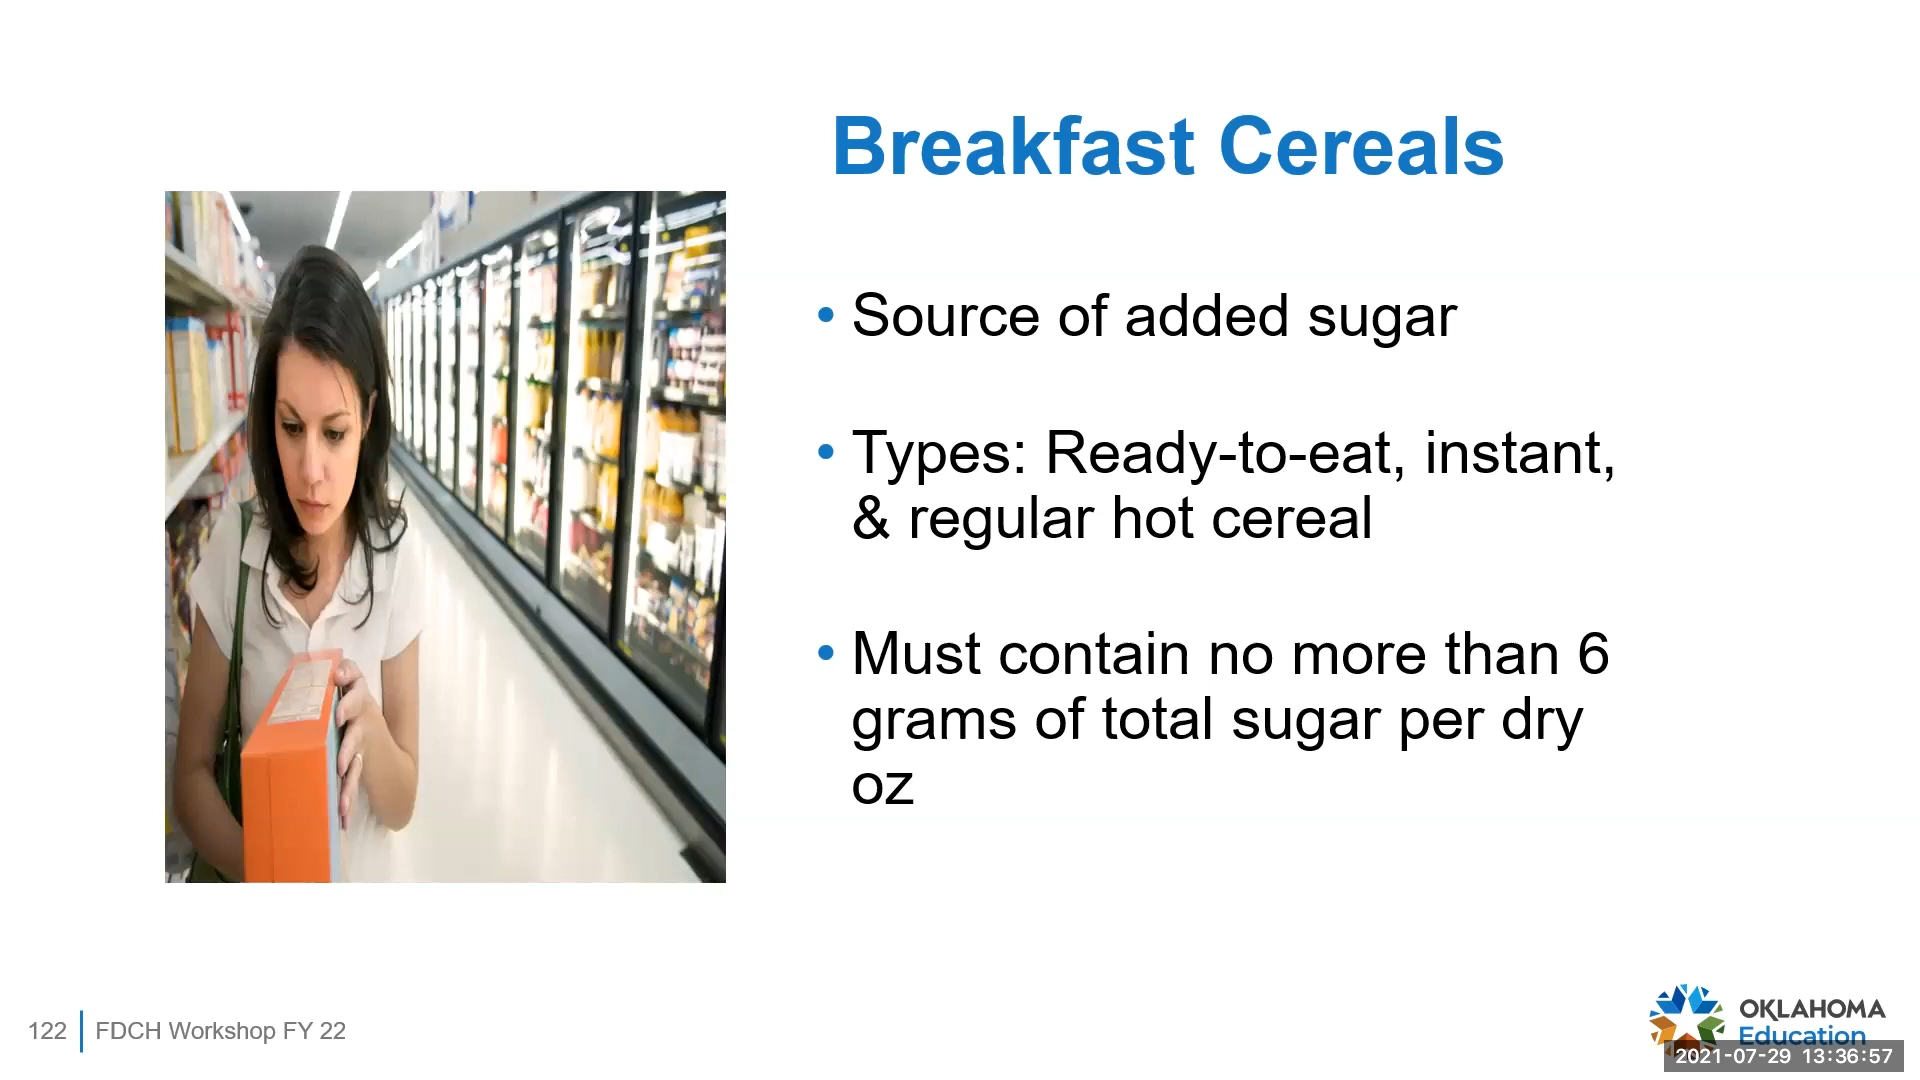 Breakfast Cereals
• Source of added sugar
• Types: Ready-to-eat, instant,
& regular hot cereal
• Must contain no more than 6
grams of total sugar per dry
oz
122
FDCH Workshop FY 22
OKLAHOMA
Education
2021-07-29 13:36:57